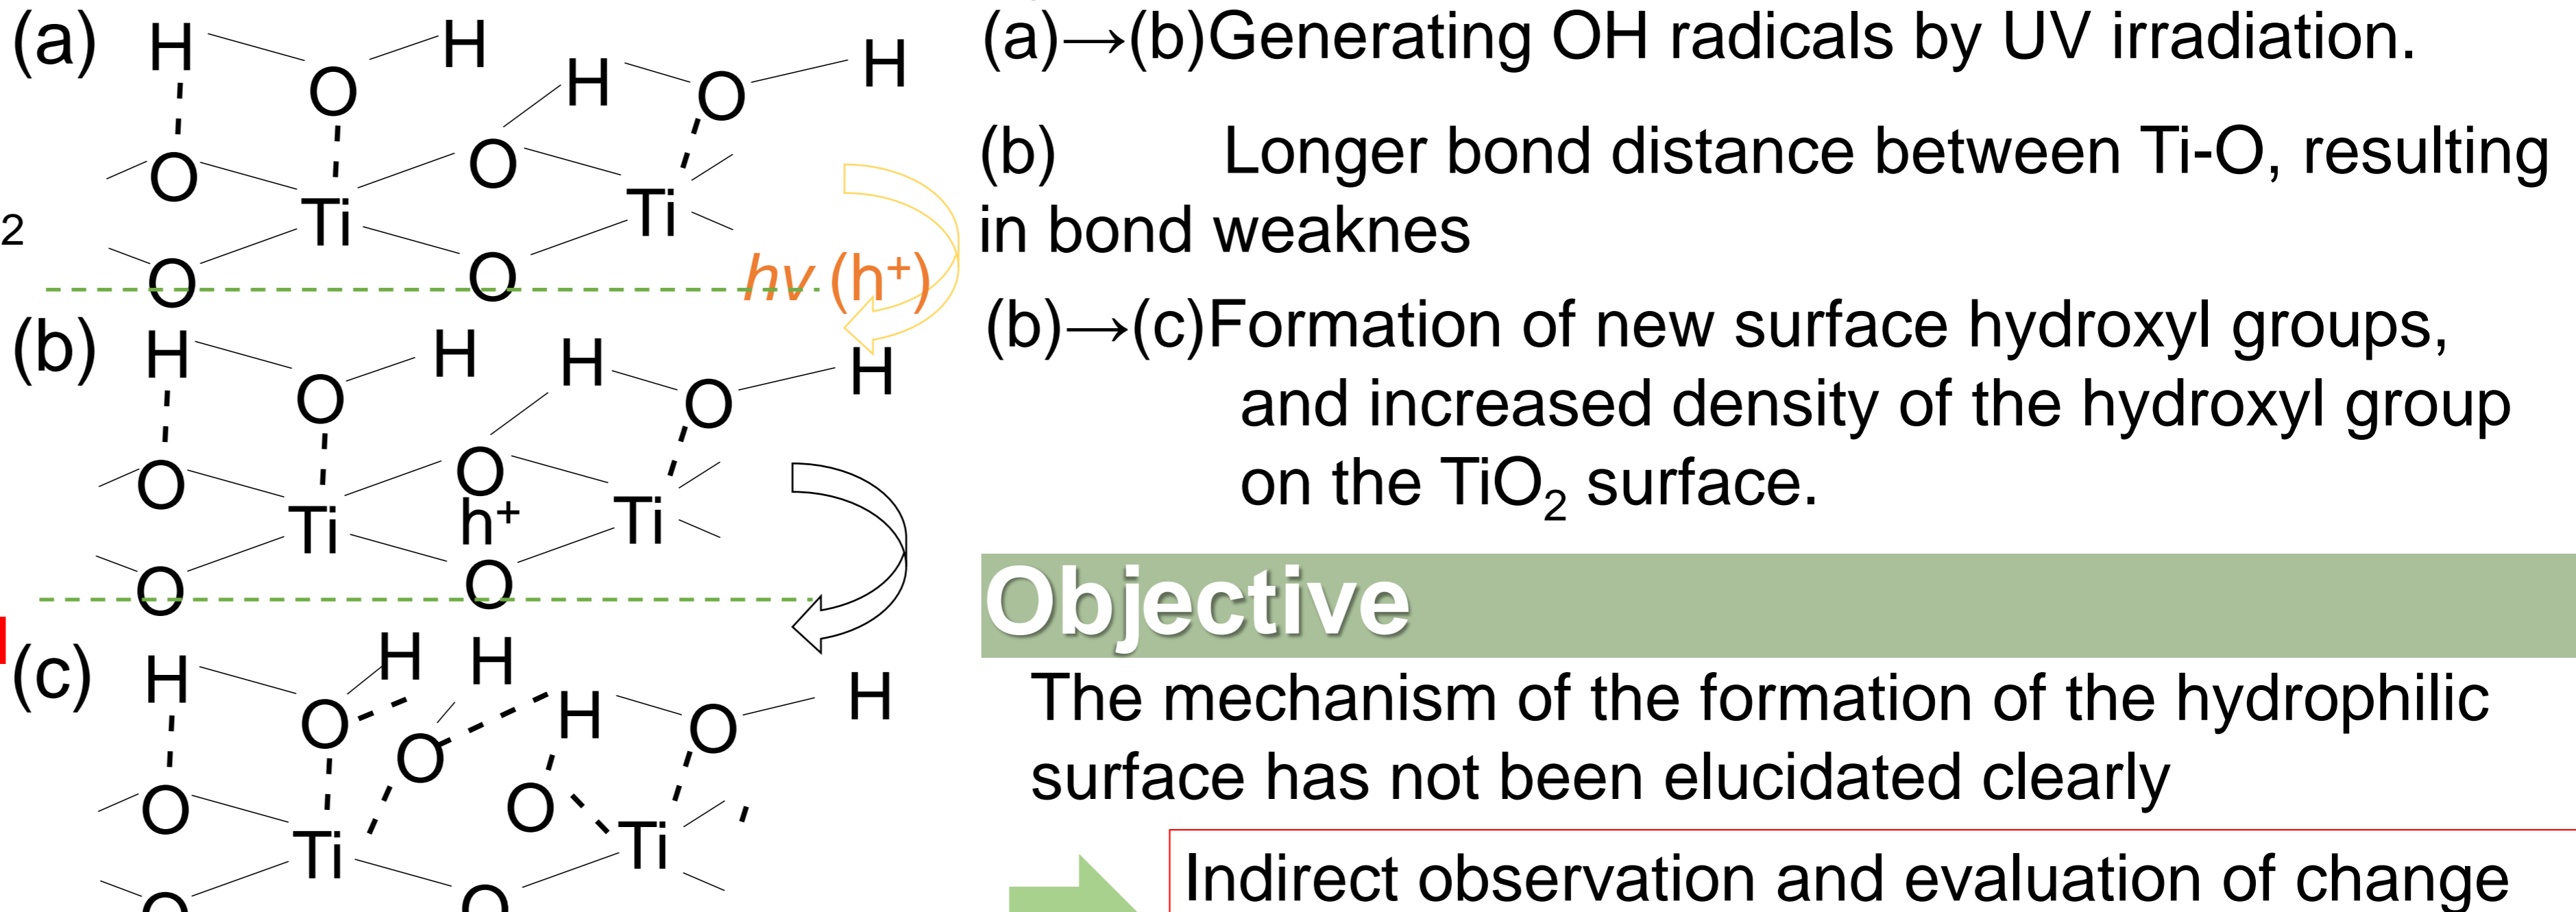 (a)
H H H H
O O
O O
Ti Ti
2
O O
hv (h⁺)
(b)
H H H H
O O
O O
h⁺
Ti Ti
O O
(c)
H H H H H
O O O
O O
Ti Ti
O O
(a)→(b)Generating OH radicals by UV irradiation.
(b) Longer bond distance between Ti-O, resulting
in bond weaknes
(b)→(c)Formation of new surface hydroxyl groups,
and increased density of the hydroxyl group
on the TiO₂ surface.
Objective
The mechanism of the formation of the hydrophilic
surface has not been elucidated clearly
Indirect observation and evaluation of change